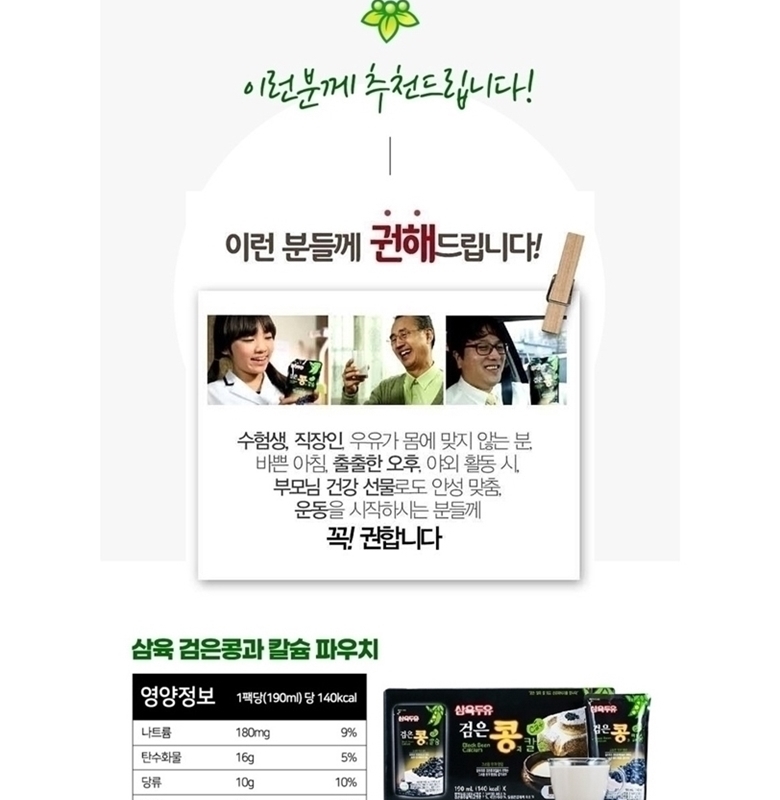 이런분께 추천드립니다!
이런 분들께 권해드립니다!
수험생, 직장인, 우유가 몸에 맞지 않는 분,
바쁜 아침, 출출한 오후, 야외 활동 시,
부모님 건강 선물로도 안성 맞춤,
운동을 시작하시는 분들께
꼭! 권합니다
삼육 검은콩과 칼슘 파우치
영양정보 1팩당(190ml) 당 140kcal
나트륨 180mg 9%
탄수화물 16g 5%
당류 10g 10%
삼육두유
검은콩과칼
Black Bean
Calcium
190 mL (140 kcal) X
삼육두유
검은콩